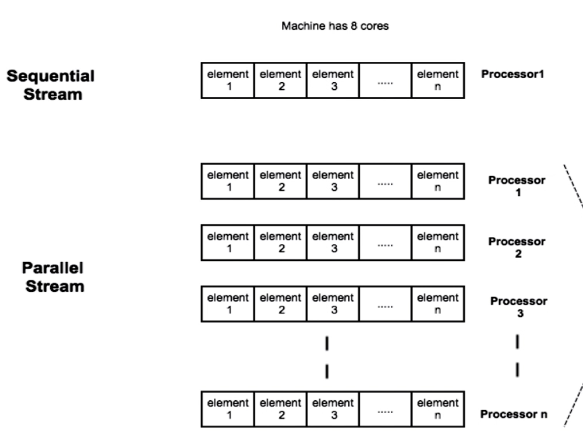 Machine has 8 cores
Sequential
Stream
element 1 element 2 element 3 ..... element n Processor1
element 1 element 2 element 3 ..... element n Processor 1
element 1 element 2 element 3 ..... element n Processor 2
Parallel
Stream
element 1 element 2 element 3 ..... element n Processor 3
element 1 element 2 element 3 ..... element n Processor n